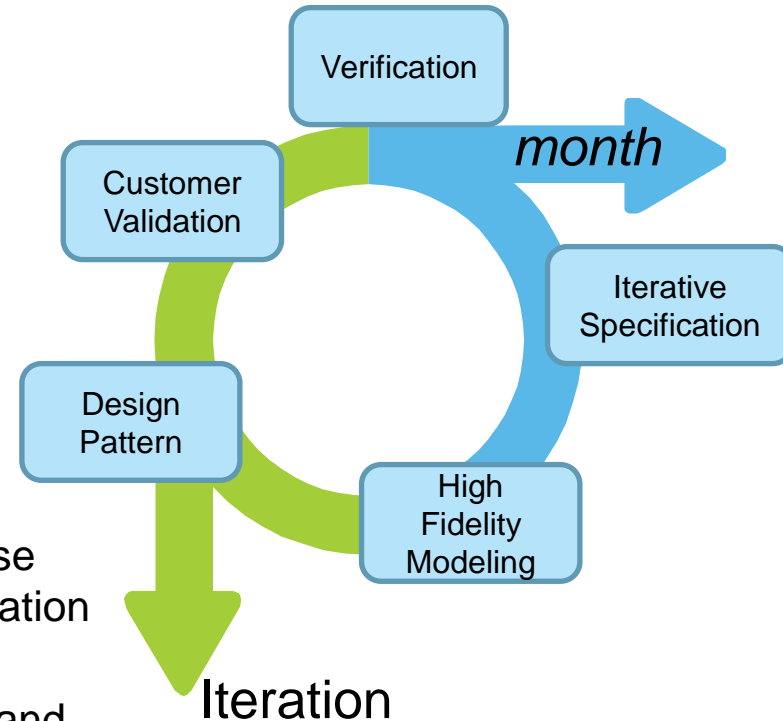 Verification
month
Customer
Validation
Iterative
Specification
Design
Pattern
High
Fidelity
Modeling
Iteration